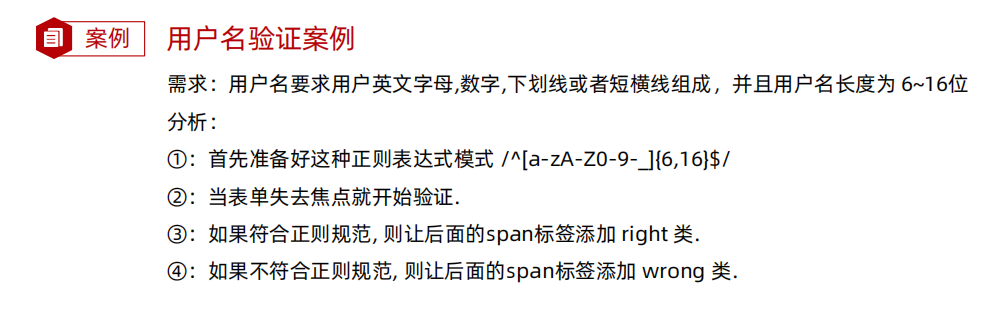 案例 用户名验证案例
需求：用户名要求用户英文字母,数字,下划线或者短横线组成，并且用户名长度为 6~16位
分析：
①：首先准备好这种正则表达式模式 /^[a-zA-Z0-9-_]{6,16}$/
②：当表单失去焦点就开始验证.
③：如果符合正则规范, 则让后面的span标签添加 right 类.
④：如果不符合正则规范, 则让后面的span标签添加 wrong 类.